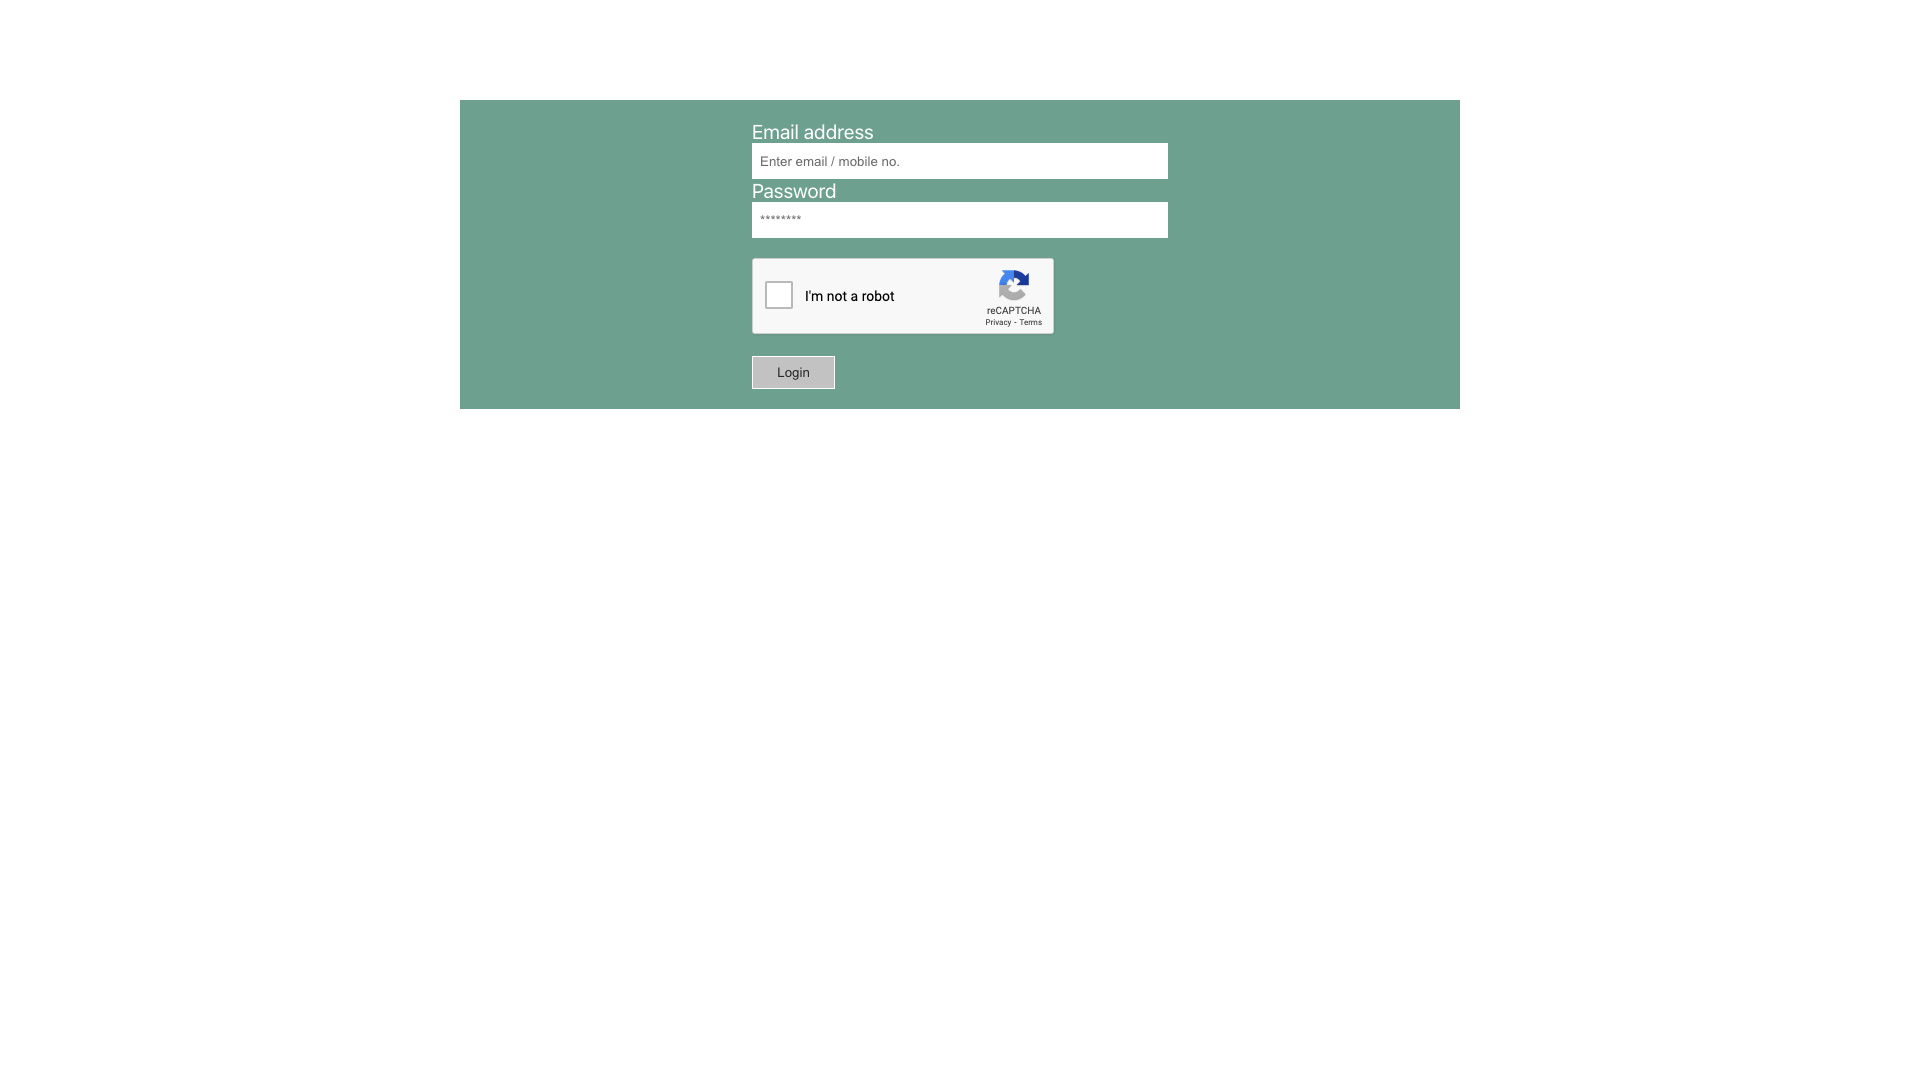 Email address
Enter email / mobile no.
Password
********
I'm not a robot
reCAPTCHA
Privacy - Terms
Login